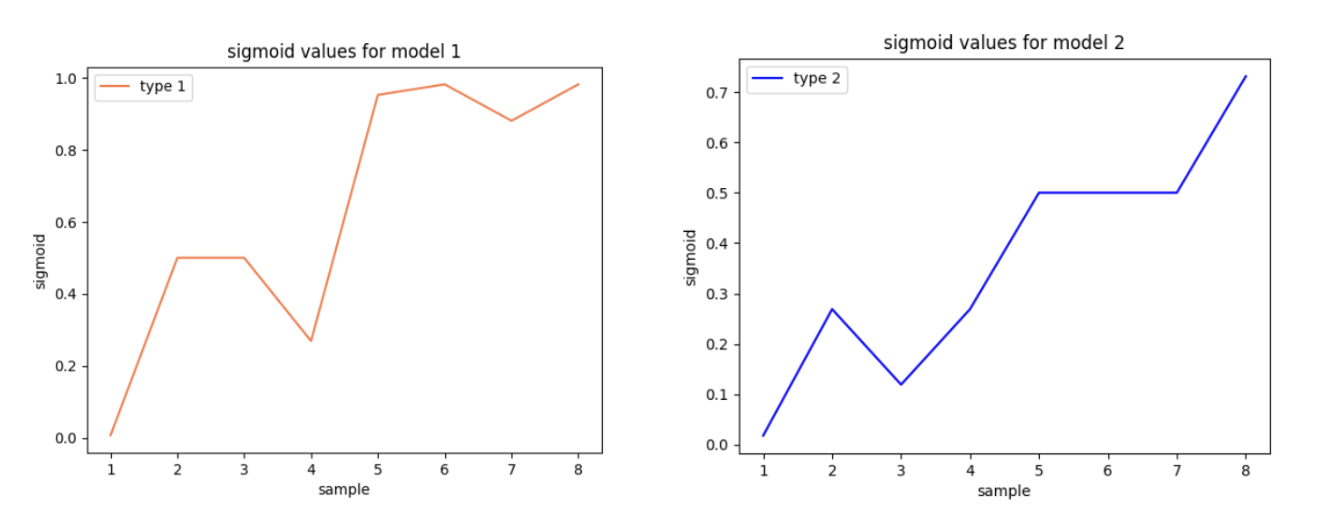 sigmoid values for model 1
type 1
1.0
0.8
0.6
0.4
0.2
0.0
sigmoid
1 2 3 4 5 6 7 8
sample
sigmoid values for model 2
type 2
0.7
0.6
0.5
0.4
0.3
0.2
0.1
0.0
sigmoid
1 2 3 4 5 6 7 8
sample